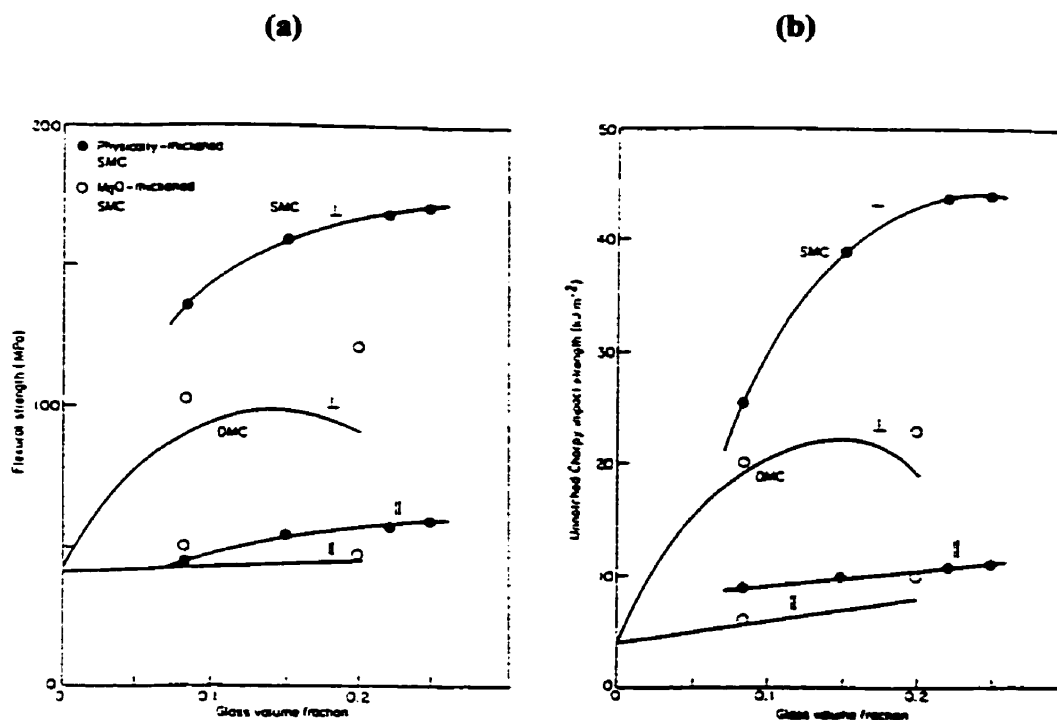 (a)
(b)
200
Physically-thickened
SMC
MgO-thickened
SMC
SMC ⊥
100
⊥
DMC
0
0
0.1
0.2
Flexural strength (MPa)
Glass volume fraction
50
40
30
20
10
0
SMC
⊥
DMC
0
0.1
0.2
Unnotched Charpy impact strength (kJ m⁻²)
Glass volume fraction